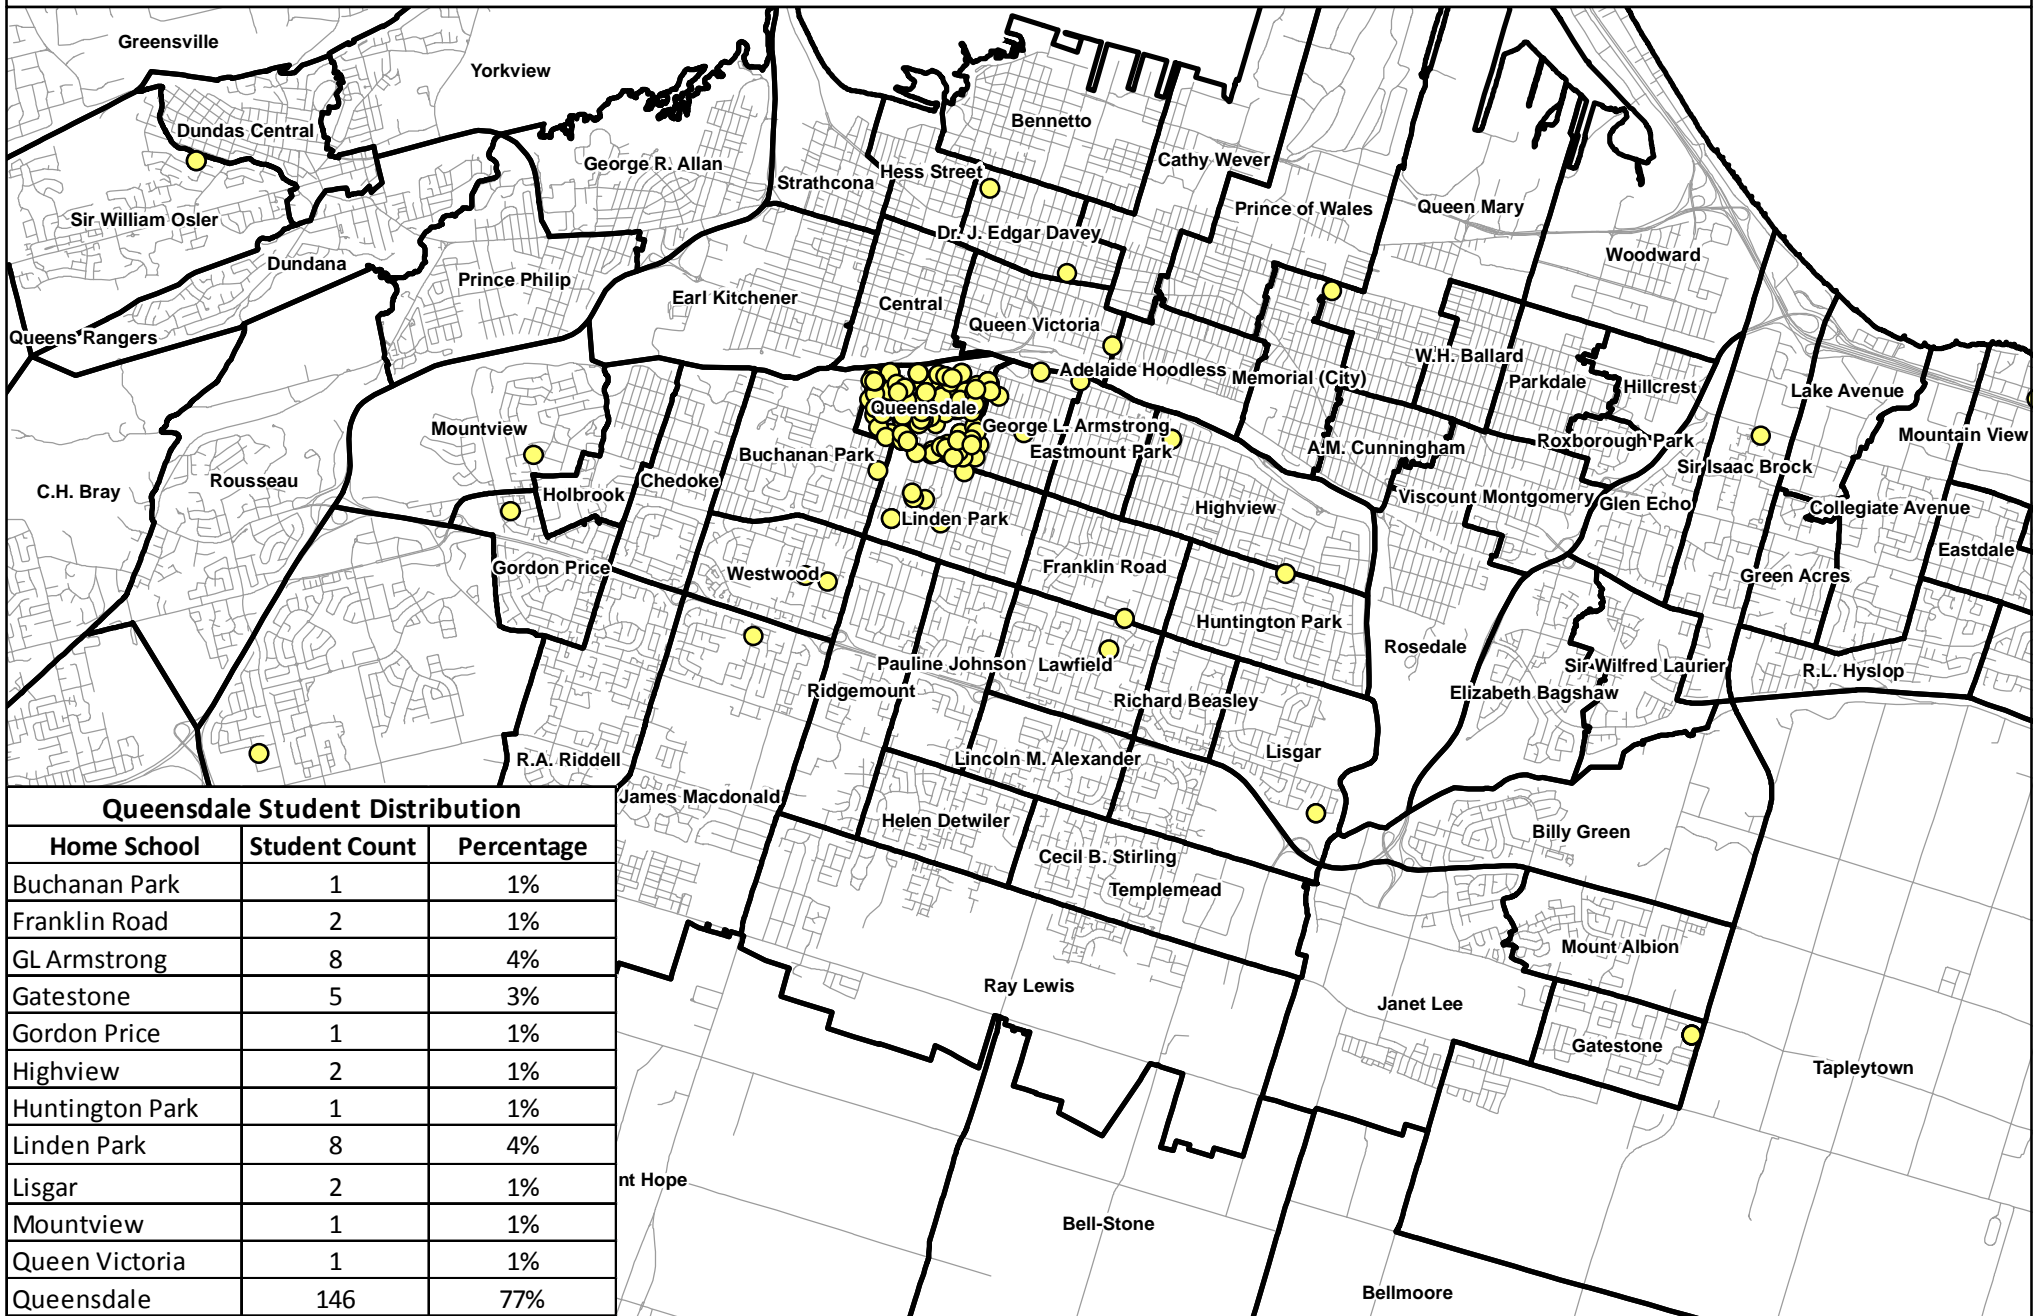 Greensville
Yorkview
Bennetto
Dundas Central
George R. Allan
Cathy Wever
Strathcona
Hess Street
Sir William Osler
Prince of Wales
Queen Mary
Dr. J. Edgar Davey
Woodward
Dundana
Prince Philip
Earl Kitchener
Central
Queen Victoria
Queens Rangers
W.H. Ballard
Adelaide Hoodless
Memorial (City)
Parkdale
Hillcrest
Lake Avenue
Queensdale
Mountview
George L. Armstrong
Mountain View
Roxborough Park
A.M. Cunningham
Eastmount Park
Buchanan Park
Sir Isaac Brock
Rousseau
Chedoke
C.H. Bray
Holbrook
Viscount Montgomery
Glen Echo
Highview
Collegiate Avenue
Linden Park
Eastdale
Gordon Price
Westwood
Franklin Road
Green Acres
Huntington Park
Rosedale
Pauline Johnson
Lawfield
Sir Wilfred Laurier
R.L. Hyslop
Ridgemount
Elizabeth Bagshaw
Richard Beasley
Lisgar
R.A. Riddell
Lincoln M. Alexander
James Macdonald
Helen Detwiler
Billy Green
Cecil B. Stirling
Templemead
Mount Albion
Ray Lewis
Janet Lee
Gatestone
Tapleytown
nt Hope
Bell-Stone
Bellmoore
Queensdale Student Distribution
Home School Student Count Percentage
Buchanan Park 1 1%
Franklin Road 2 1%
GL Armstrong 8 4%
Gatestone 5 3%
Gordon Price 1 1%
Highview 2 1%
Huntington Park 1 1%
Linden Park 8 4%
Lisgar 2 1%
Mountview 1 1%
Queen Victoria 1 1%
Queensdale 146 77%